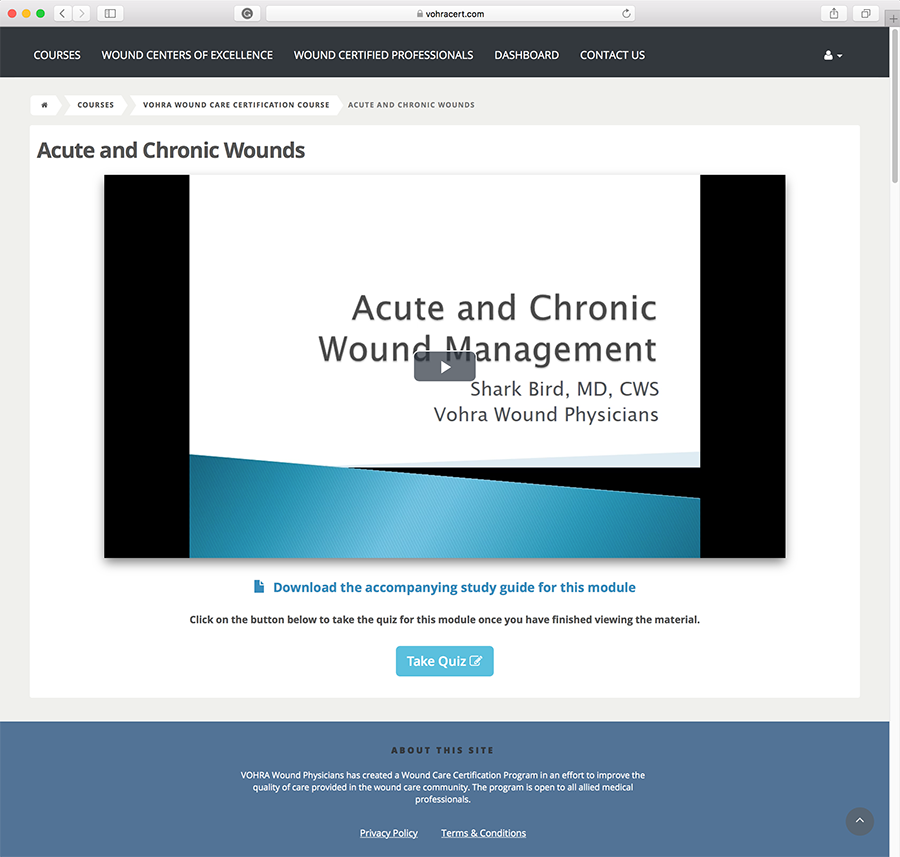 vohracert.com
COURSES WOUND CENTERS OF EXCELLENCE WOUND CERTIFIED PROFESSIONALS DASHBOARD CONTACT US
COURSES VOHRA WOUND CARE CERTIFICATION COURSE ACUTE AND CHRONIC WOUNDS
Acute and Chronic Wounds
Acute and Chronic
Wound Management
Shark Bird, MD, CWS
Vohra Wound Physicians
Download the accompanying study guide for this module
Click on the button below to take the quiz for this module once you have finished viewing the material.
Take Quiz
ABOUT THIS SITE
VOHRA Wound Physicians has created a Wound Care Certification Program in an effort to improve the
quality of care provided in the wound care community. The program is open to all allied medical
professionals.
Privacy Policy Terms & Conditions